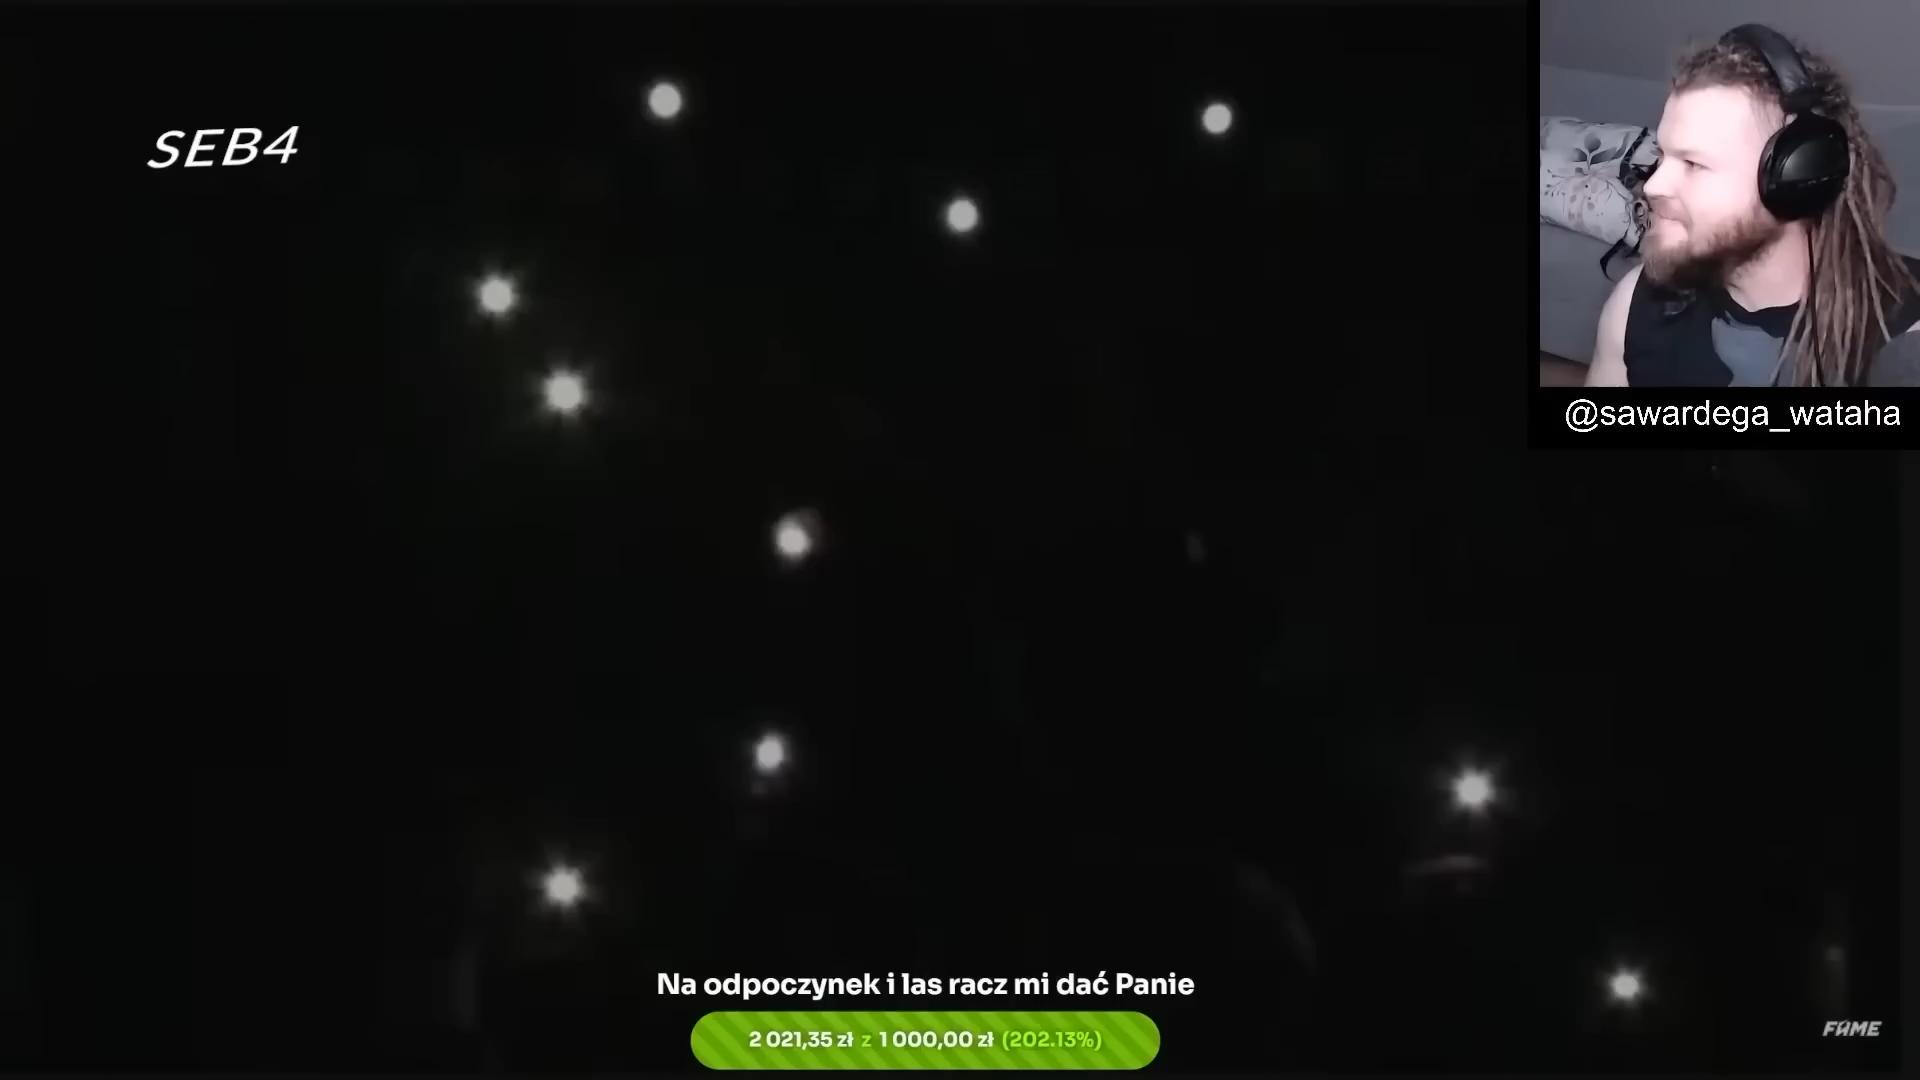 SEB4
@sawardega_wataha
Na odpoczynek i las racz mi dać Panie
2 021,35 zł z 1 000,00 zł (202.13%)
FAME